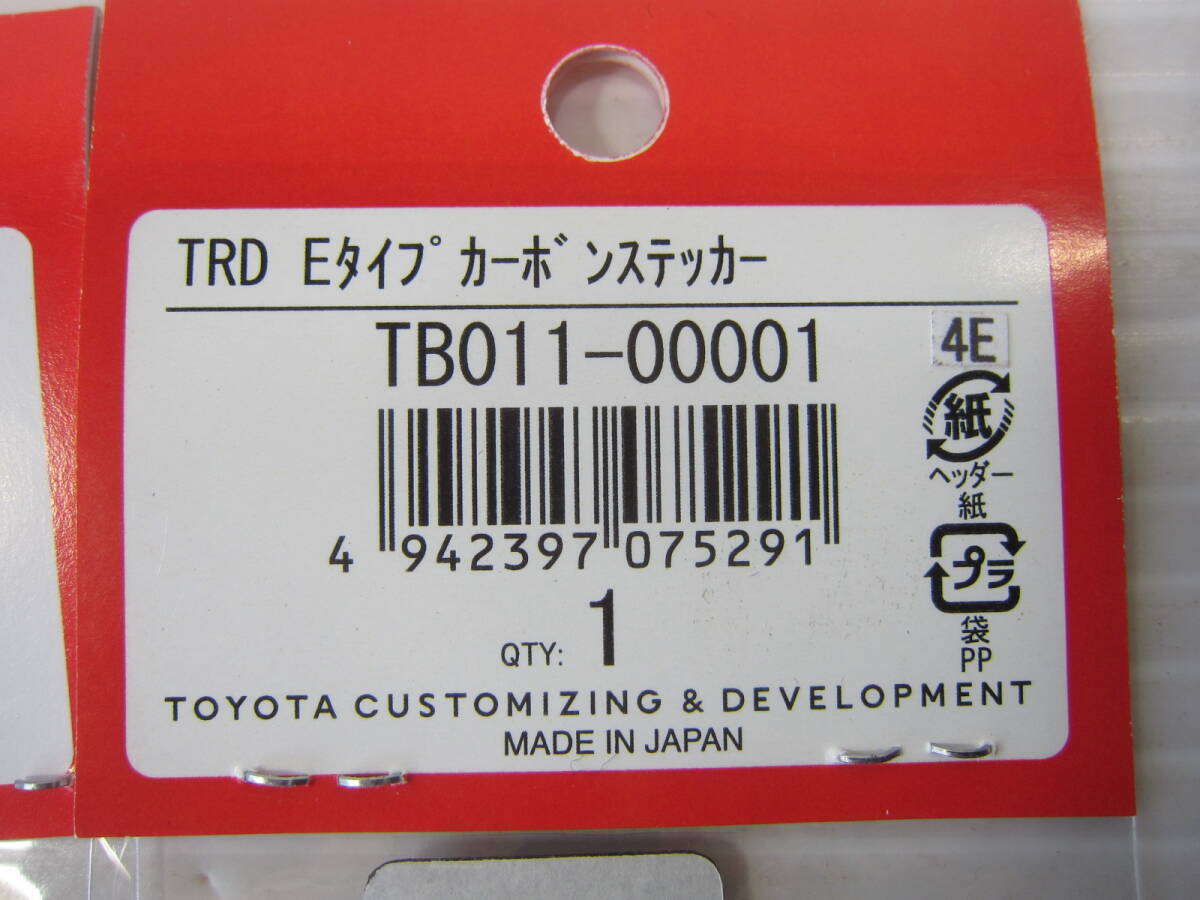 TRD Eﾀｲﾌﾟｶｰﾎﾞﾝｽﾃｯｶｰ
TB011-00001
4E
紙
ヘッダー
紙
プラ
袋
PP
4 942397 075291
QTY: 1
TOYOTA CUSTOMIZING & DEVELOPMENT
MADE IN JAPAN